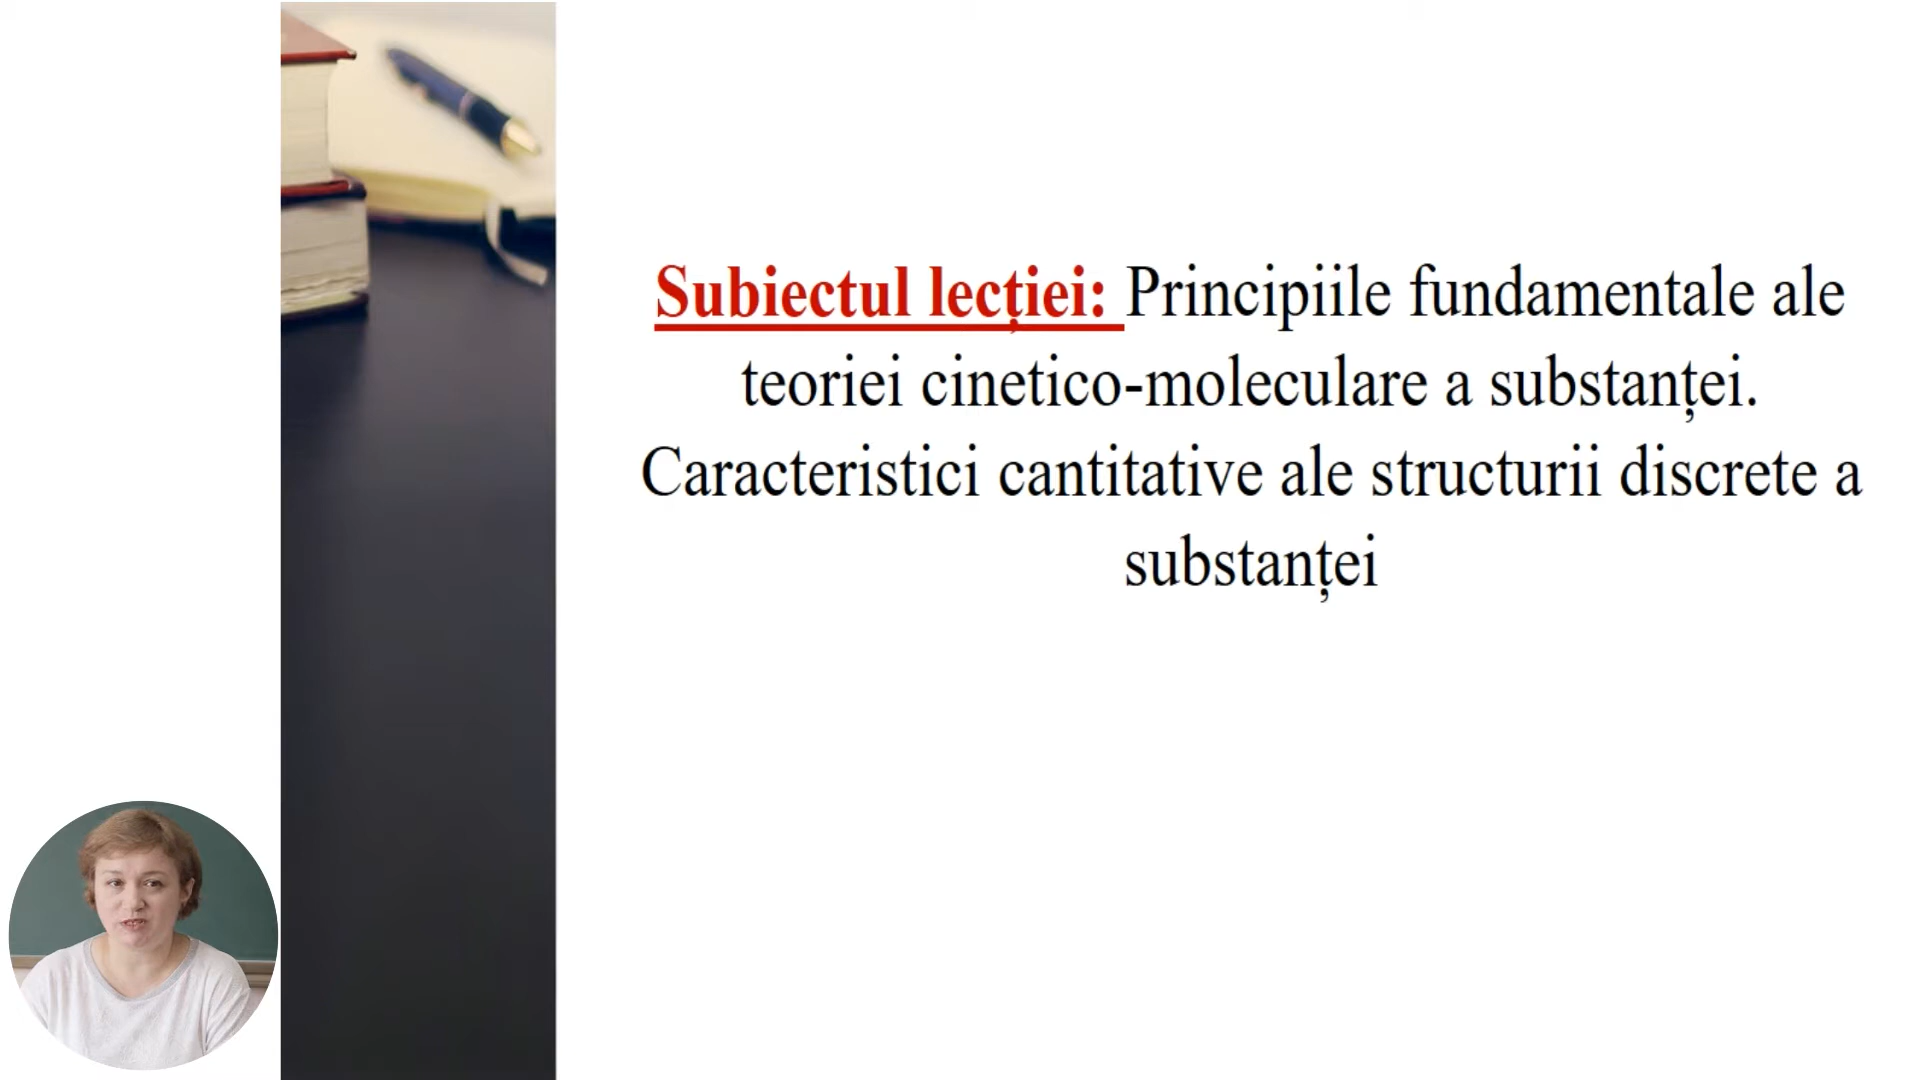 Subiectul lecției: Principiile fundamentale ale
teoriei cinetico-moleculare a substanței.
Caracteristici cantitative ale structurii discrete a
substanței